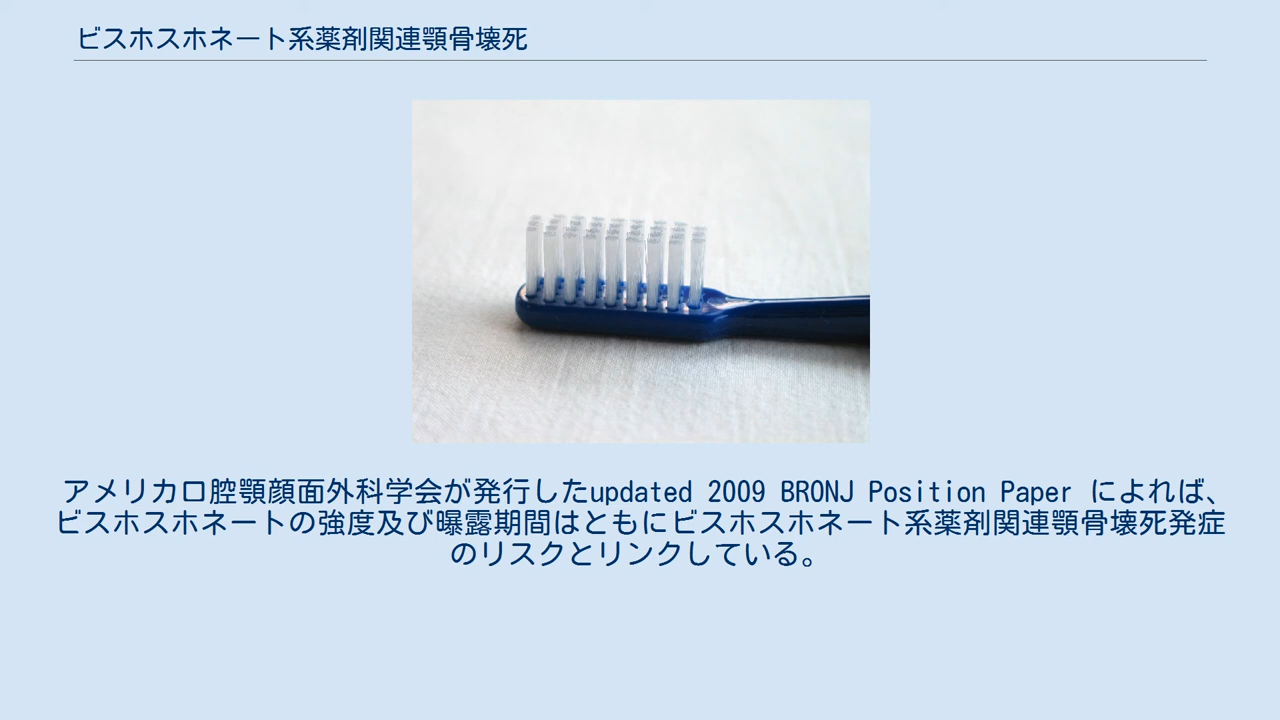 ビスホスホネート系薬剤関連顎骨壊死
アメリカ口腔顎顔面外科学会が発行したupdated 2009 BRONJ Position Paper によれば、
ビスホスホネートの強度及び曝露期間はともにビスホスホネート系薬剤関連顎骨壊死発症
のリスクとリンクしている。